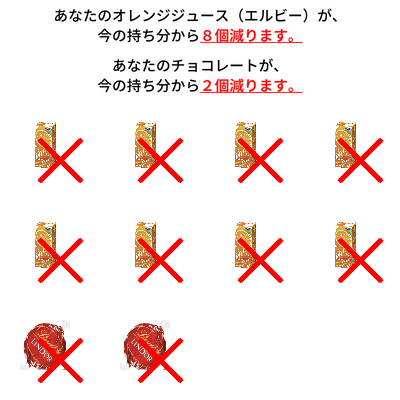 あなたのオレンジジュース（エルビー）が、
今の持ち分から８個減ります。
あなたのチョコレートが、
今の持ち分から２個減ります。
LINDOR
LINDOR